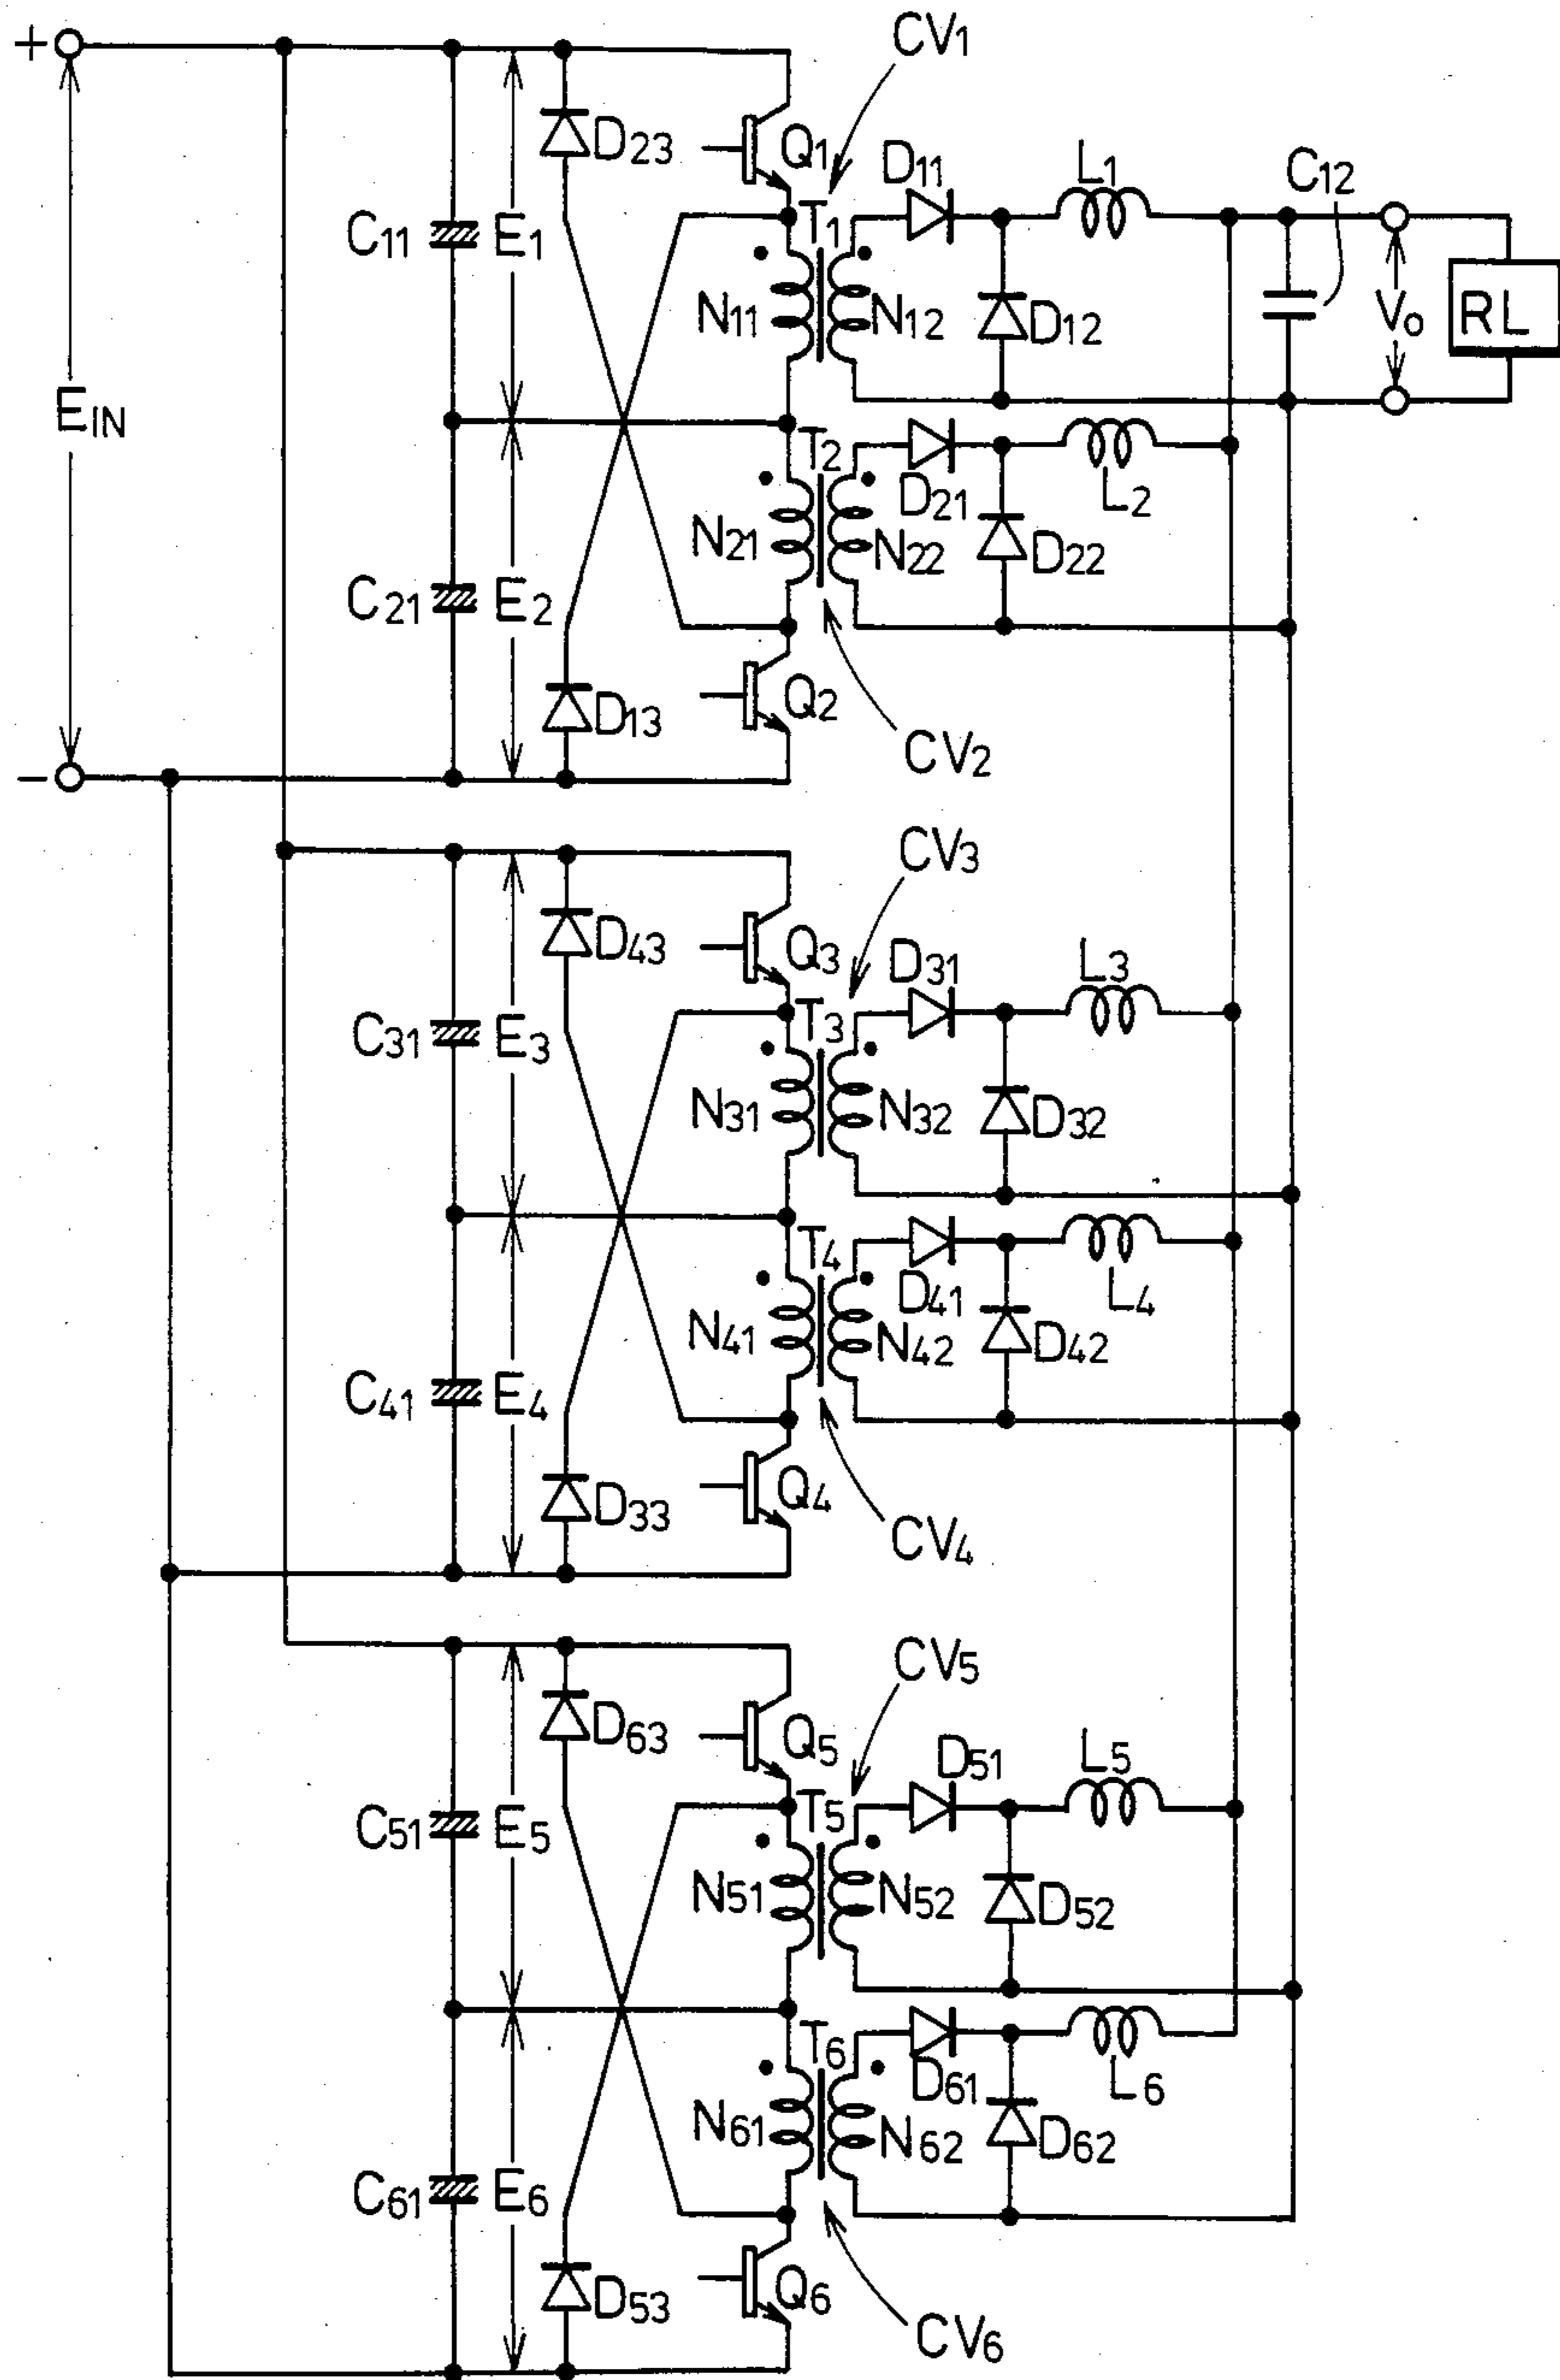 CV1
+
D23
Q1
D11
L1
C12
T1
C11
E1
N11
N12
D12
Vo
RL
EIN
T2
D21
L2
N21
N22
D22
C21
E2
D13
Q2
CV2
-
CV3
D43
Q3
D31
L3
T3
C31
E3
N31
N32
D32
T4
D41
L4
N41
N42
D42
C41
E4
D33
Q4
CV4
CV5
D63
Q5
D51
L5
T5
C51
E5
N51
N52
D52
T6
D61
L6
N61
N62
D62
C61
E6
D53
Q6
CV6